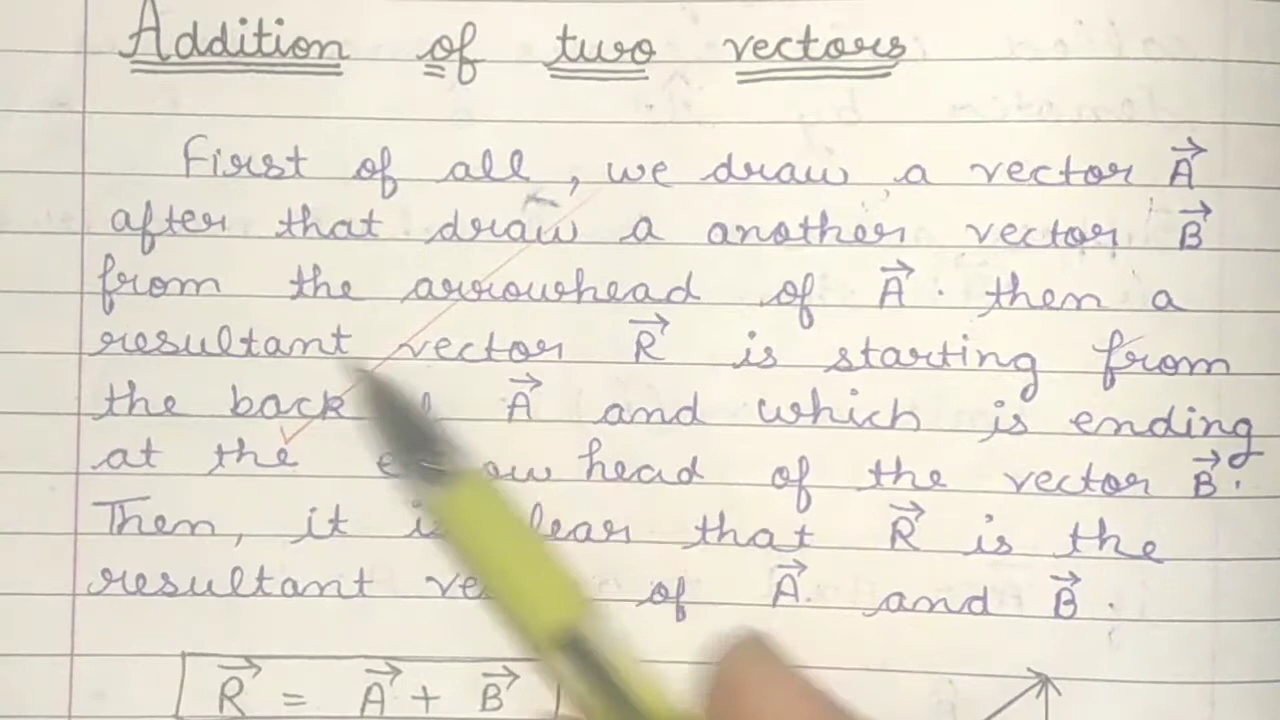 Addition of two vectors
First of all, we draw a vector A⃗
after that draw a another vector B⃗
from the arrowhead of A⃗. then a
resultant vector R⃗ is starting from
the back A⃗ and which is ending
at the head of the vector B⃗.
Then, it that R⃗ is the
resultant of A⃗. and B⃗.
R⃗ = A⃗ + B⃗